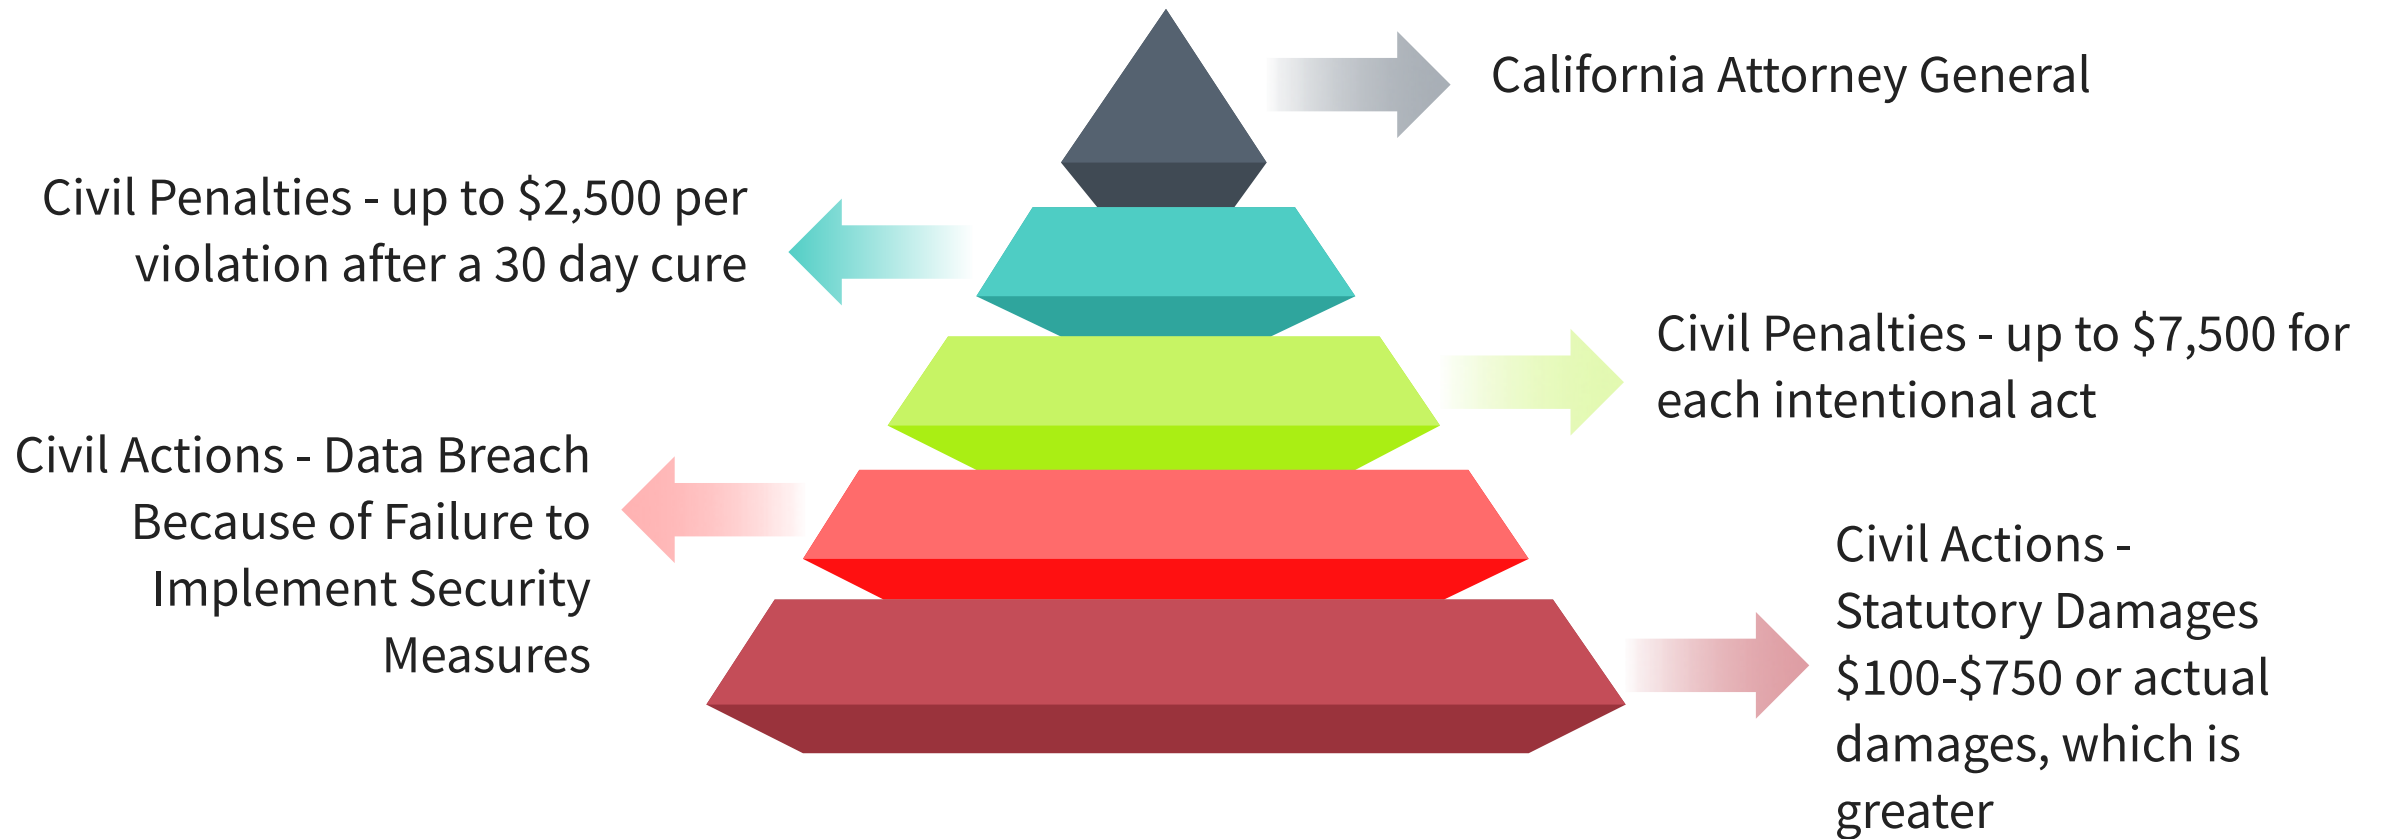 California Attorney General
Civil Penalties - up to $2,500 per
violation after a 30 day cure
Civil Penalties - up to $7,500 for
each intentional act
Civil Actions - Data Breach
Because of Failure to
Implement Security
Measures
Civil Actions -
Statutory Damages
$100-$750 or actual
damages, which is
greater